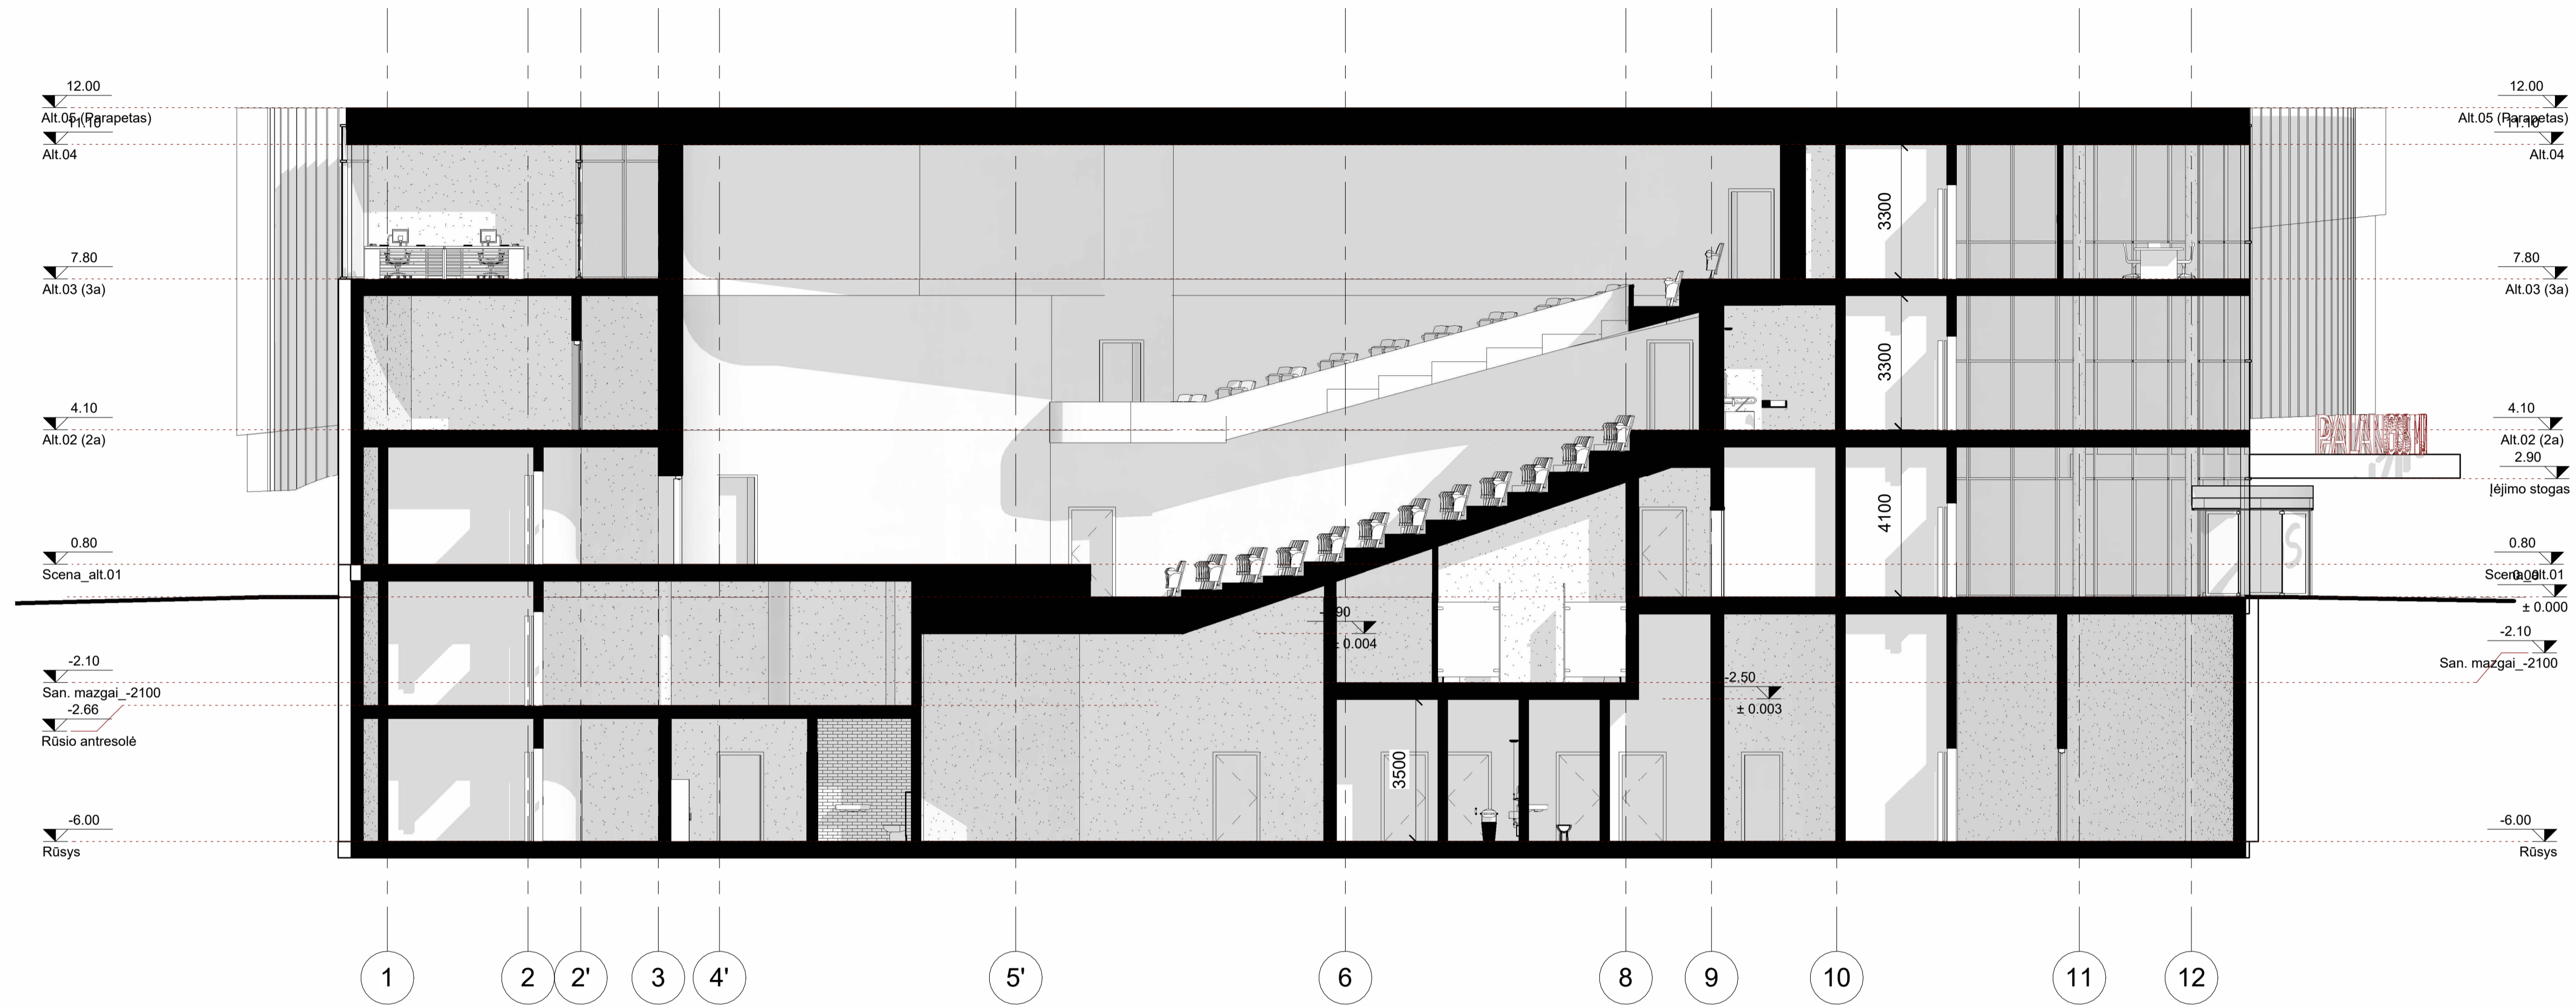 12.00
Alt.05 (Parapetas)
11.10
Alt.04
7.80
Alt.03 (3a)
4.10
Alt.02 (2a)
0.80
Scena_alt.01
-2.10
San. mazgai_-2100
-2.66
Rūsio antresolė
-6.00
Rūsys
3300
3300
4100
3500
± 0.004
-2.50
± 0.003
12.00
Alt.05 (Parapetas)
11.10
Alt.04
7.80
Alt.03 (3a)
4.10
Alt.02 (2a)
2.90
Įėjimo stogas
0.80
Scena_alt.01
0.00
± 0.000
-2.10
San. mazgai_-2100
-6.00
Rūsys
1
2
2'
3
4'
5'
6
8
9
10
11
12